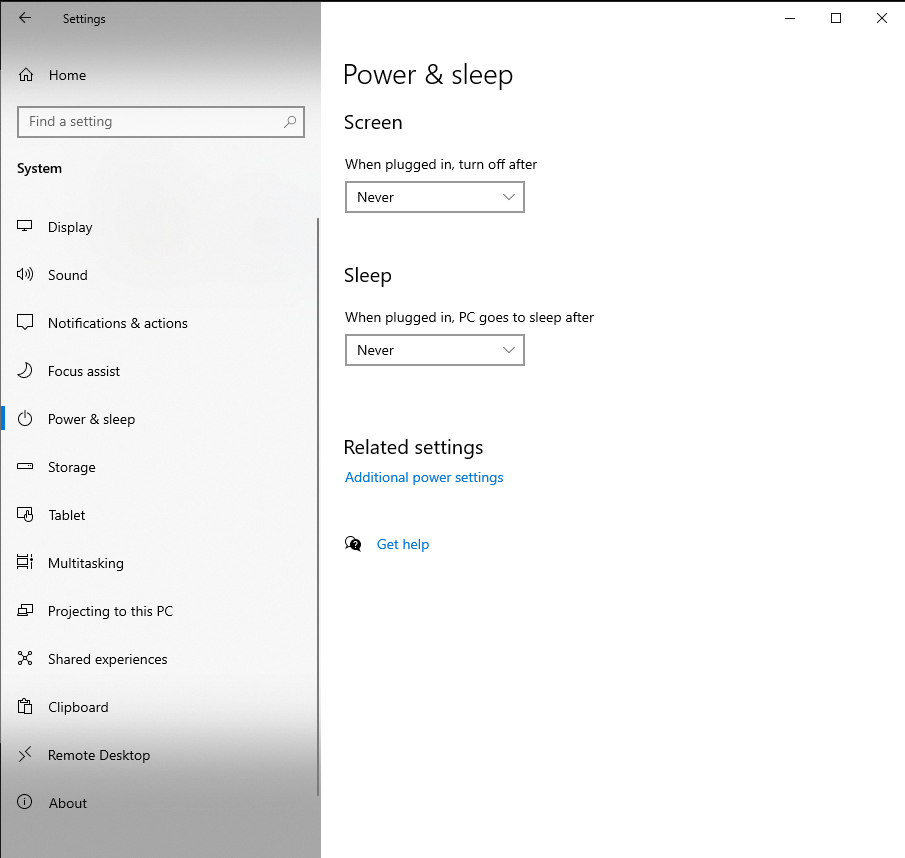 Settings
Home
Find a setting
System
Display
Sound
Notifications & actions
Focus assist
Power & sleep
Storage
Tablet
Multitasking
Projecting to this PC
Shared experiences
Clipboard
Remote Desktop
About
Power & sleep
Screen
When plugged in, turn off after
Never
Sleep
When plugged in, PC goes to sleep after
Never
Related settings
Additional power settings
Get help